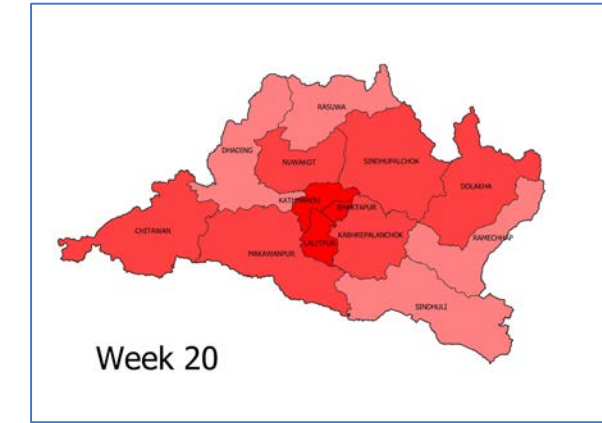 RASUWA
DHADING
NUWAKOT
SINDHUPALCHOK
DOLAKHA
KATHMANDU
BHAKTAPUR
CHITAWAN
LALITPUR
KABHREPALANCHOK
RAMECHHAP
MAKAWANPUR
SINDHULI
Week 20